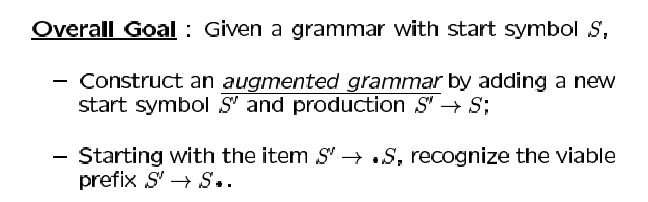 Overall Goal : Given a grammar with start symbol S,
– Construct an augmented grammar by adding a new
start symbol S′ and production S′ → S;
– Starting with the item S′ → •S, recognize the viable
prefix S′ → S•.